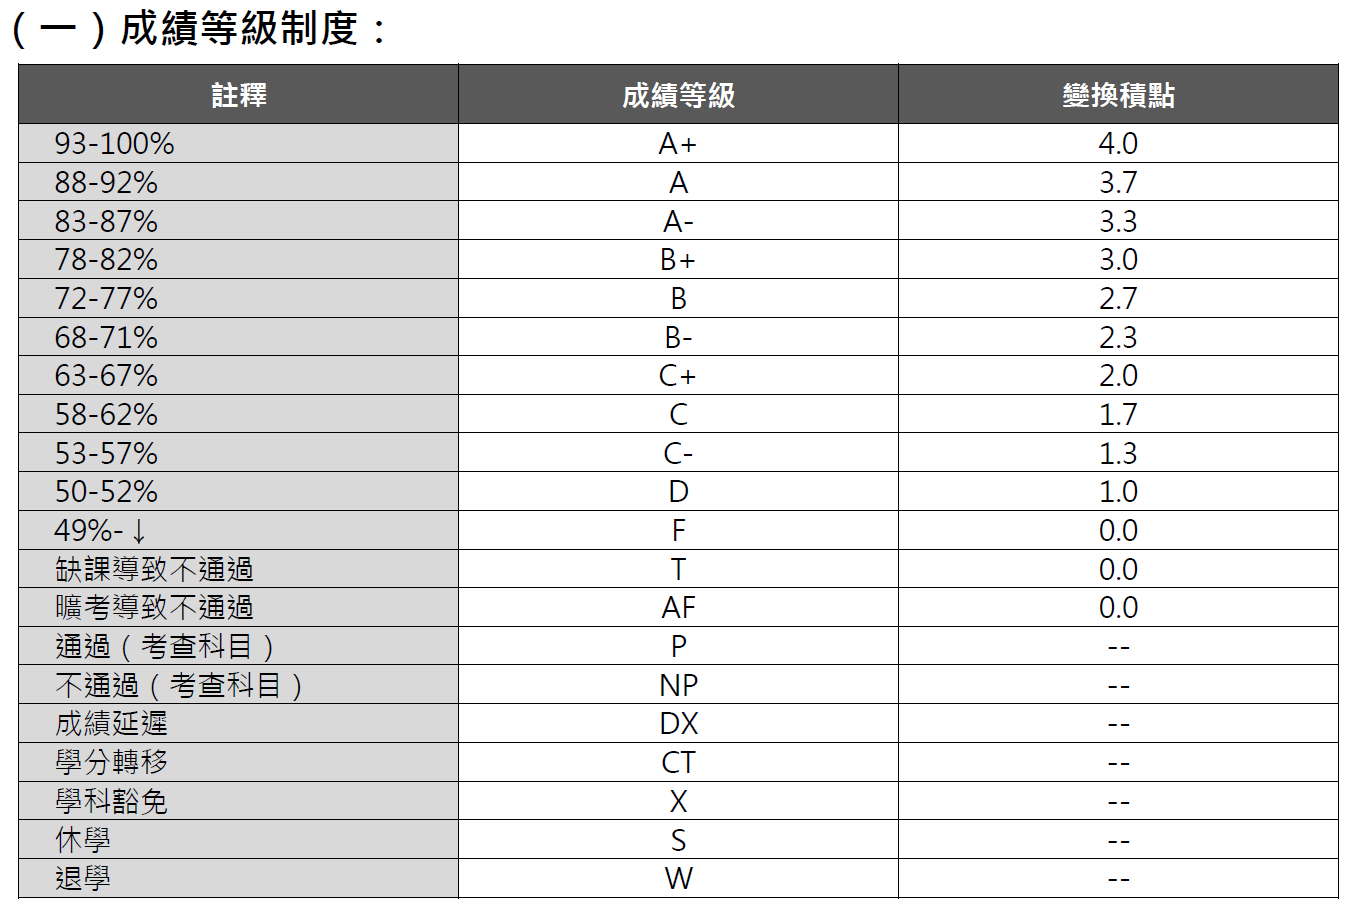 （一）成績等級制度：
註釋 成績等級 變換積點
93-100% A+ 4.0
88-92% A 3.7
83-87% A- 3.3
78-82% B+ 3.0
72-77% B 2.7
68-71% B- 2.3
63-67% C+ 2.0
58-62% C 1.7
53-57% C- 1.3
50-52% D 1.0
49%-↓ F 0.0
缺課導致不通過 T 0.0
曠考導致不通過 AF 0.0
通過（考查科目） P --
不通過（考查科目） NP --
成績延遲 DX --
學分轉移 CT --
學科豁免 X --
休學 S --
退學 W --